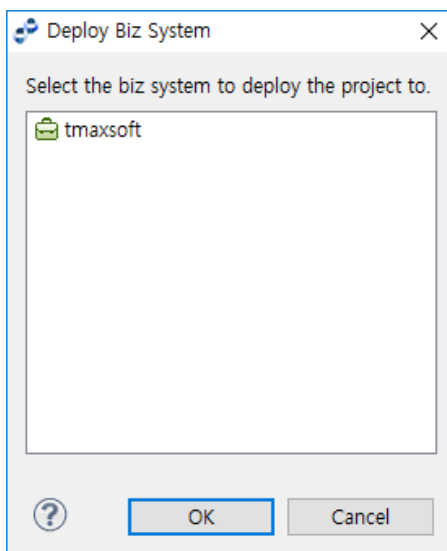 Deploy Biz System
Select the biz system to deploy the project to.
tmaxsoft
?
OK
Cancel